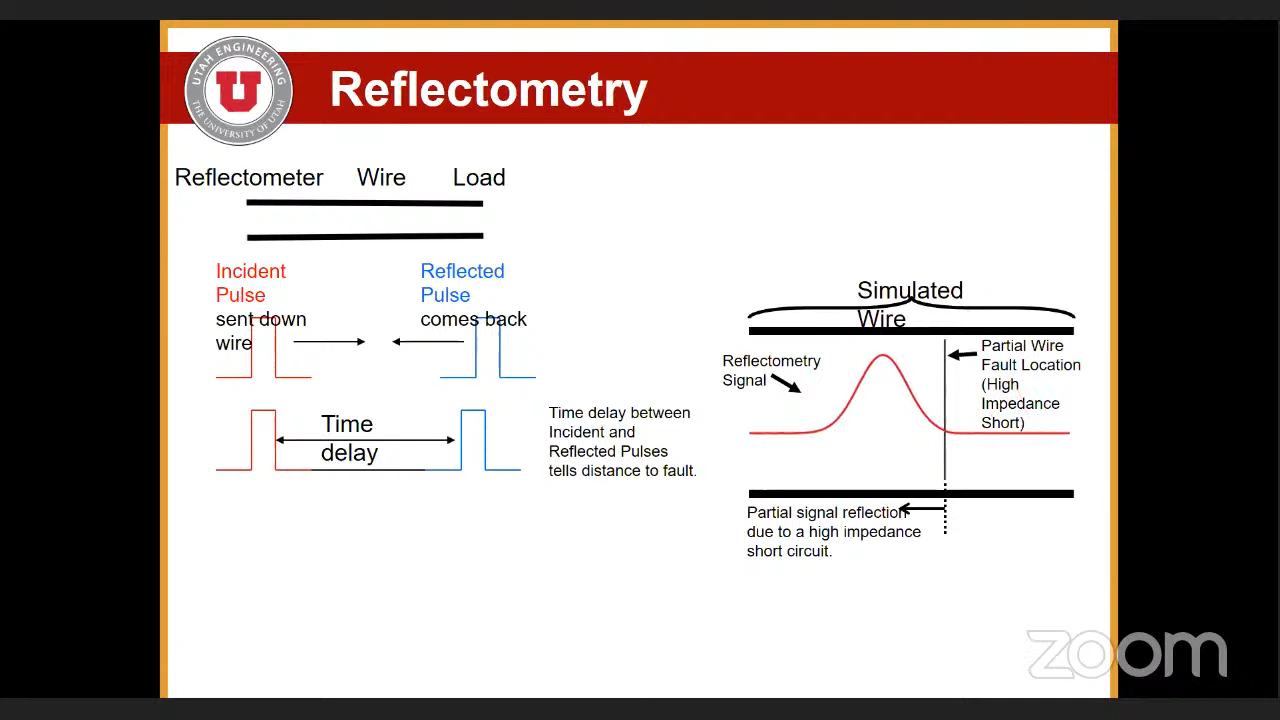 UTAH ENGINEERING
THE UNIVERSITY OF UTAH
U
Reflectometry
Reflectometer Wire Load
Incident
Pulse
sent down
wire
Reflected
Pulse
comes back
Time
delay
Time delay between
Incident and
Reflected Pulses
tells distance to fault.
Simulated
Wire
Reflectometry
Signal
Partial Wire
Fault Location
(High
Impedance
Short)
Partial signal reflection
due to a high impedance
short circuit.
zoom